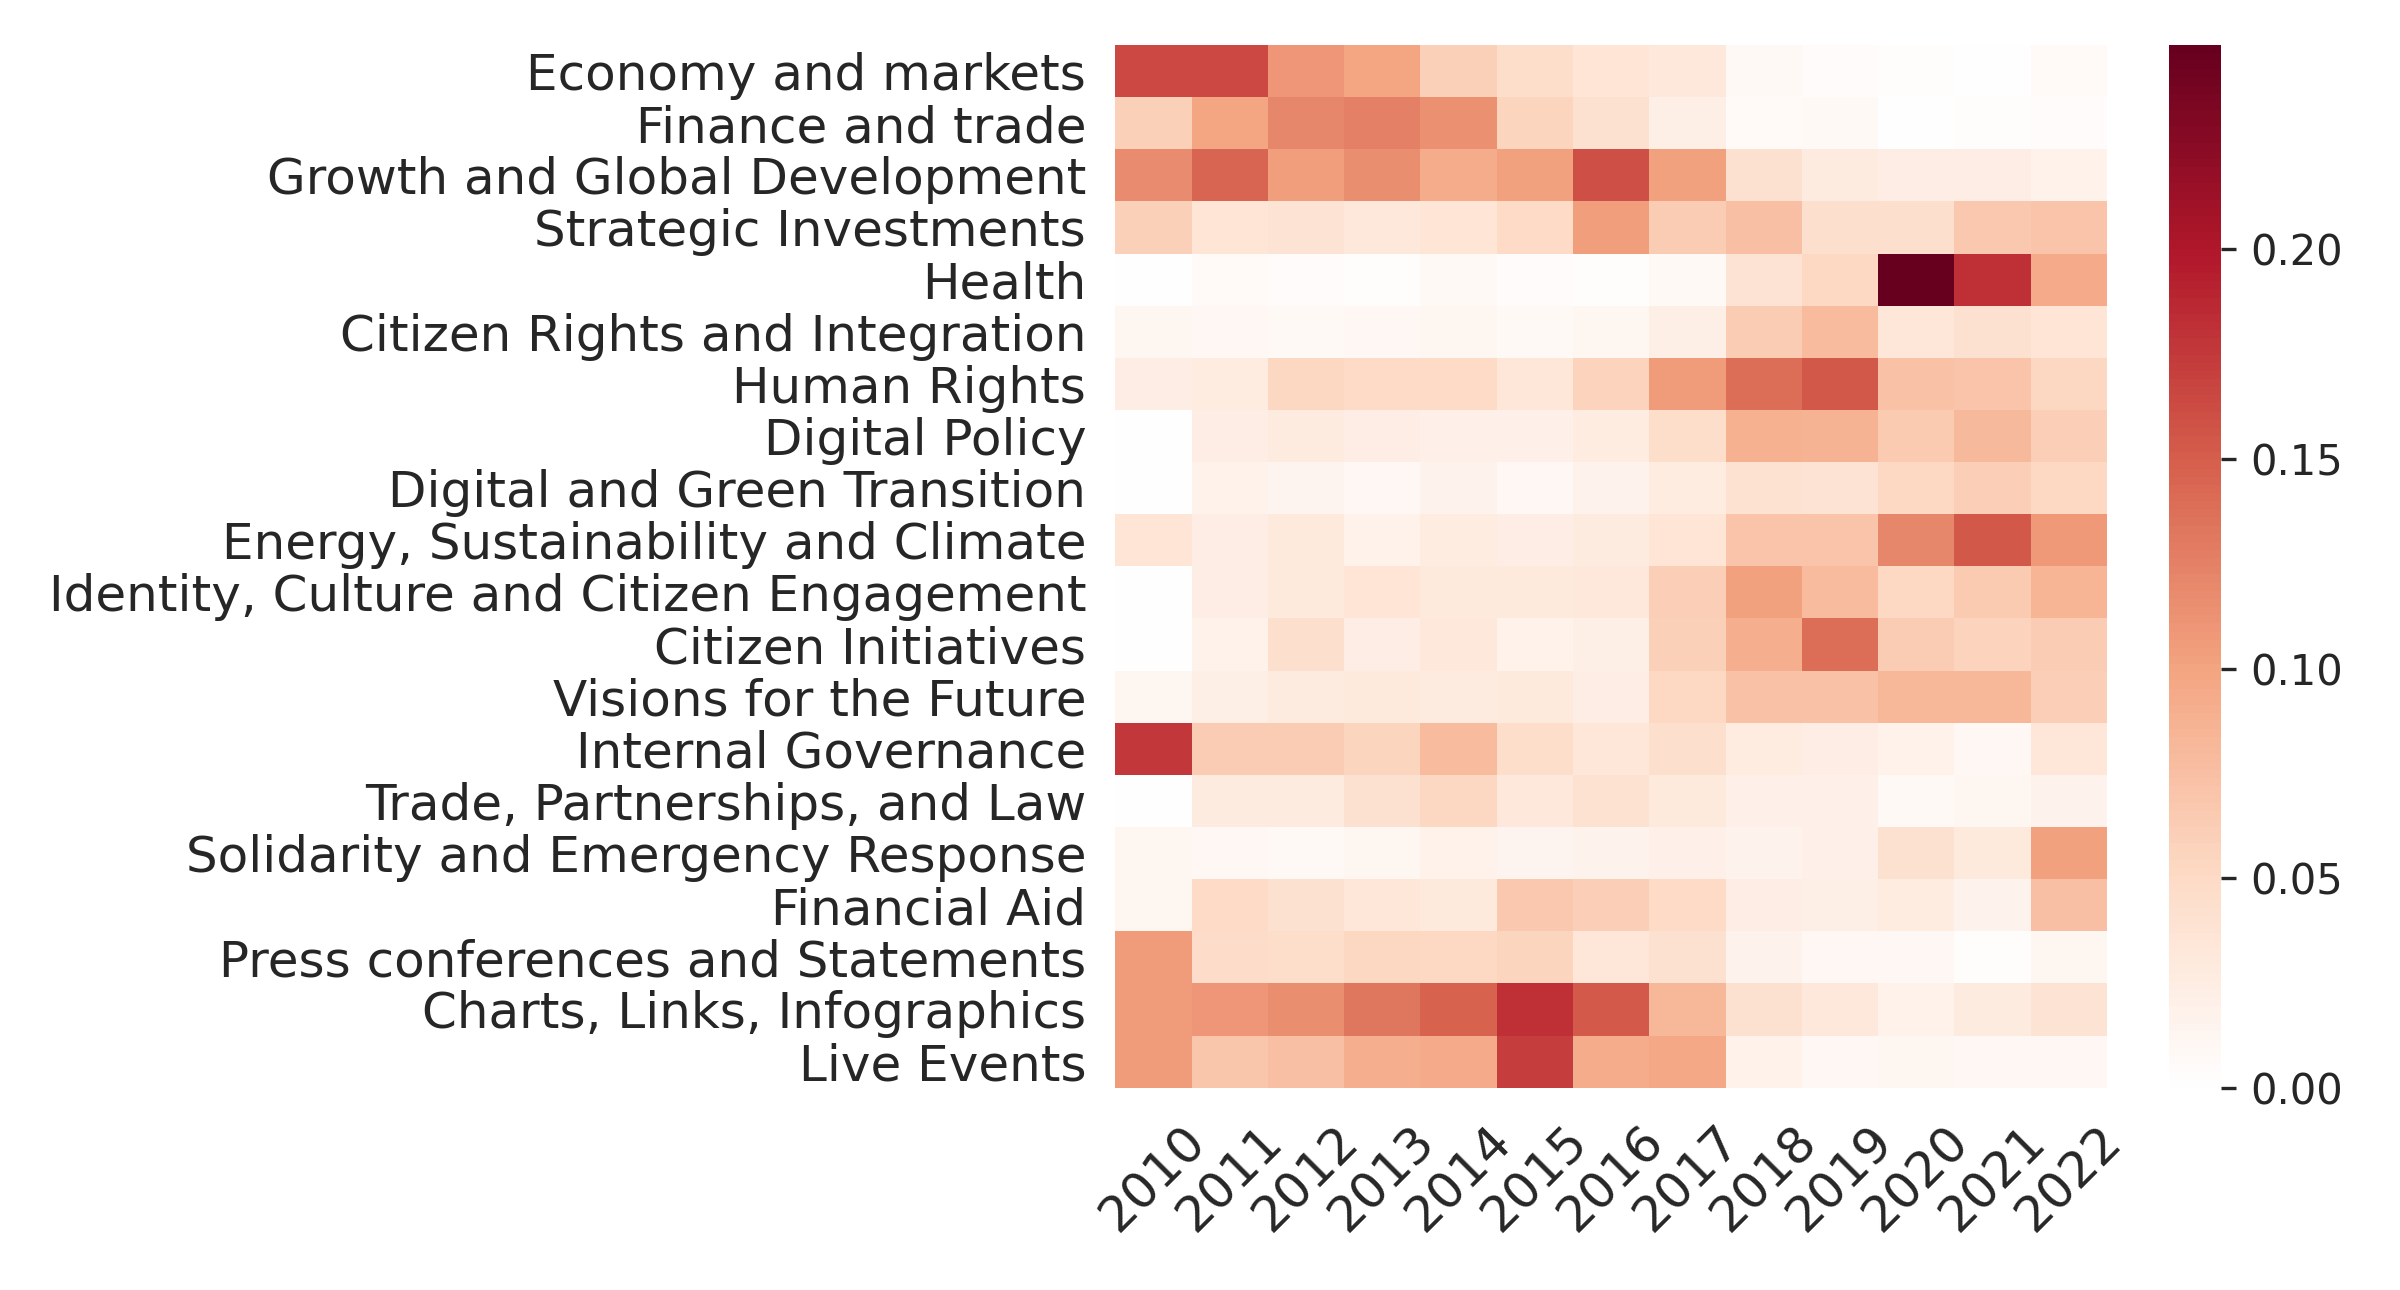 Economy and markets
Finance and trade
Growth and Global Development
Strategic Investments
Health
Citizen Rights and Integration
Human Rights
Digital Policy
Digital and Green Transition
Energy, Sustainability and Climate
Identity, Culture and Citizen Engagement
Citizen Initiatives
Visions for the Future
Internal Governance
Trade, Partnerships, and Law
Solidarity and Emergency Response
Financial Aid
Press conferences and Statements
Charts, Links, Infographics
Live Events
2010 2011 2012 2013 2014 2015 2016 2017 2018 2019 2020 2021 2022
0.20
0.15
0.10
0.05
0.00